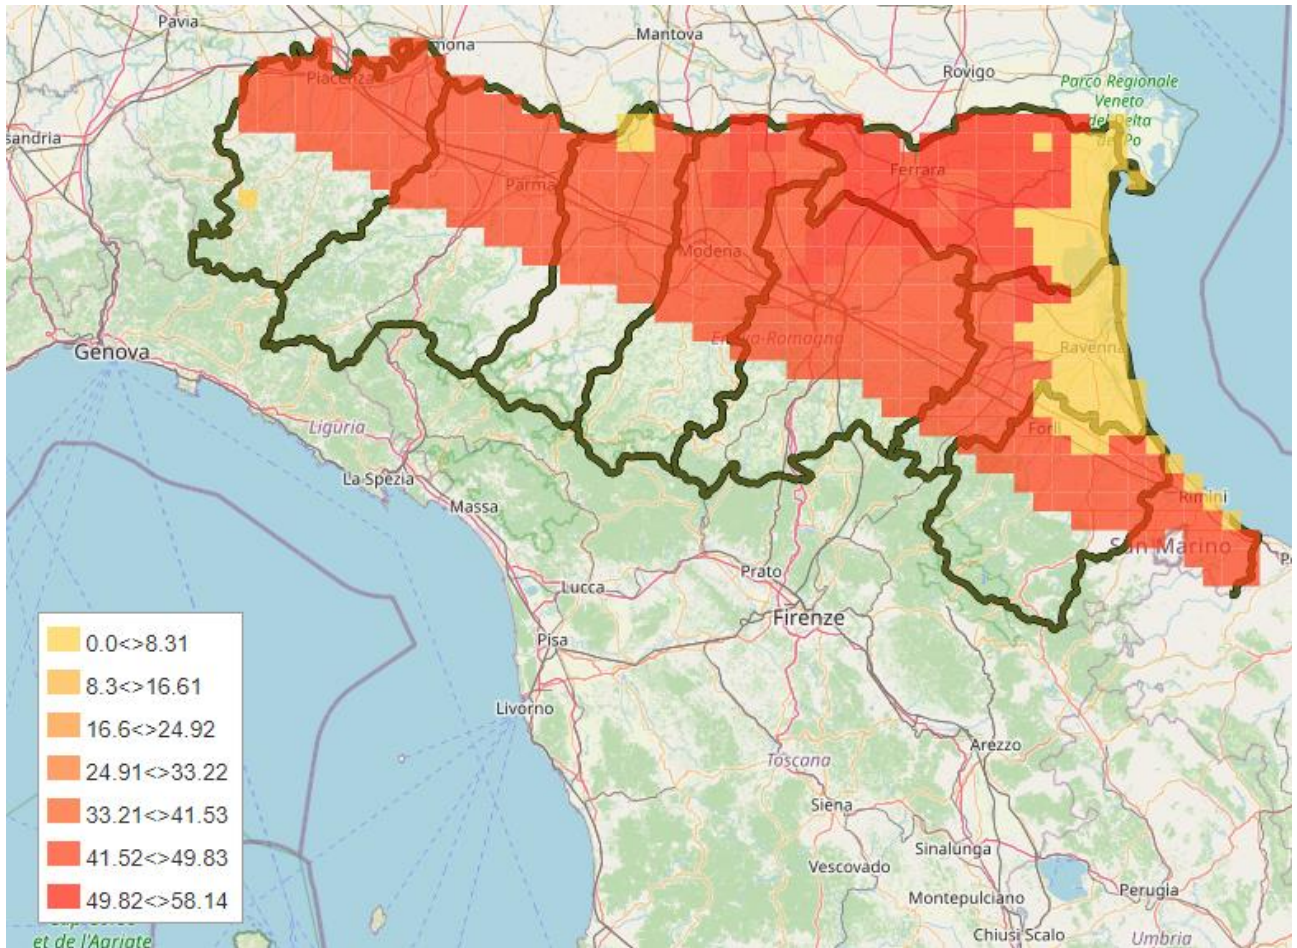 Pavia
mona
Mantova
Rovigo
Piacenza
Parco Regionale
Veneto
del Delta
del Po
sandria
Parma
Ferrara
Modena
Emilia-Romagna
Ravenna
Genova
Forlì
Liguria
La Spezia
Massa
Rimini
San Marino
Lucca
Prato
Firenze
Pisa
Livorno
Arezzo
Toscana
Siena
Sinalunga
Vescovado
Montepulciano
Perugia
Chiusi Scalo
Umbria
0.0<>8.31
8.3<>16.61
16.6<>24.92
24.91<>33.22
33.21<>41.53
41.52<>49.83
49.82<>58.14
et de l'Agriate